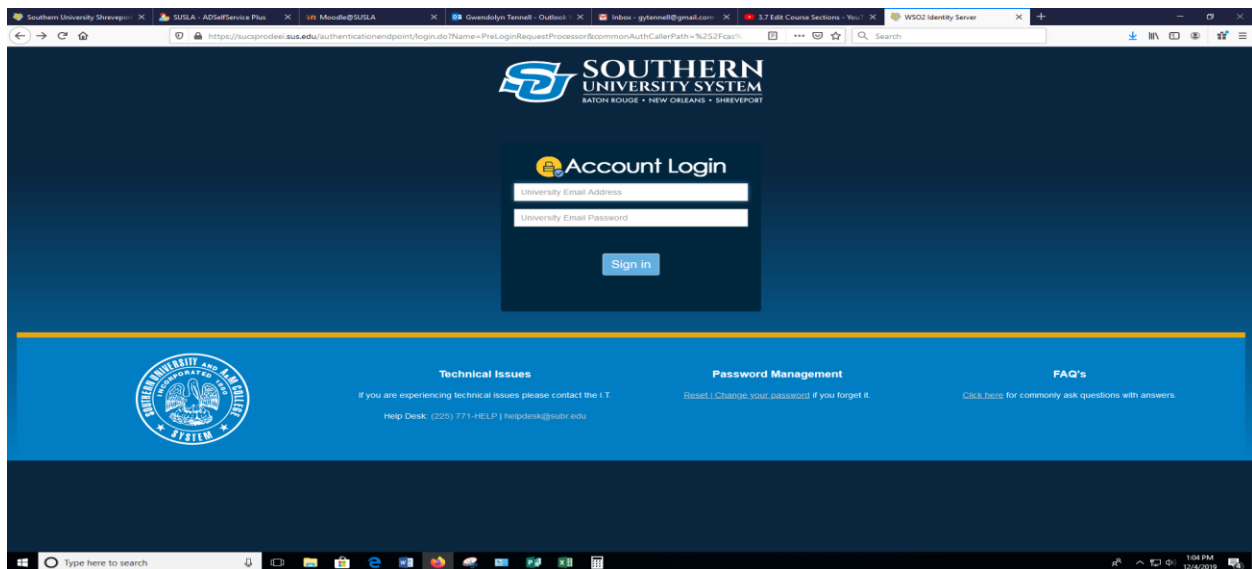 Southern University Shrevepor
SUSLA - ADSelfService Plus
Moodle@SUSLA
Gwendolyn Tennell - Outlook
Inbox - gytennell@gmail.com
3.7 Edit Course Sections - You
WSO2 Identity Server
https://sucsprodeei.sus.edu/authenticationendpoint/login.do?Name=PreLoginRequestProcessor&commonAuthCallerPath=%252Fcas%
Search
SOUTHERN
UNIVERSITY SYSTEM
BATON ROUGE • NEW ORLEANS • SHREVEPORT
Account Login
University Email Address
University Email Password
Sign in
SOUTHERN UNIVERSITY AND A&M COLLEGE
INCORPORATED 1880
SYSTEM
Technical Issues
If you are experiencing technical issues please contact the I.T.
Help Desk: (225) 771-HELP | helpdesk@subr.edu
Password Management
Reset | Change your password if you forget it.
FAQ's
Click here for commonly ask questions with answers.
Type here to search
1:04 PM
12/4/2019